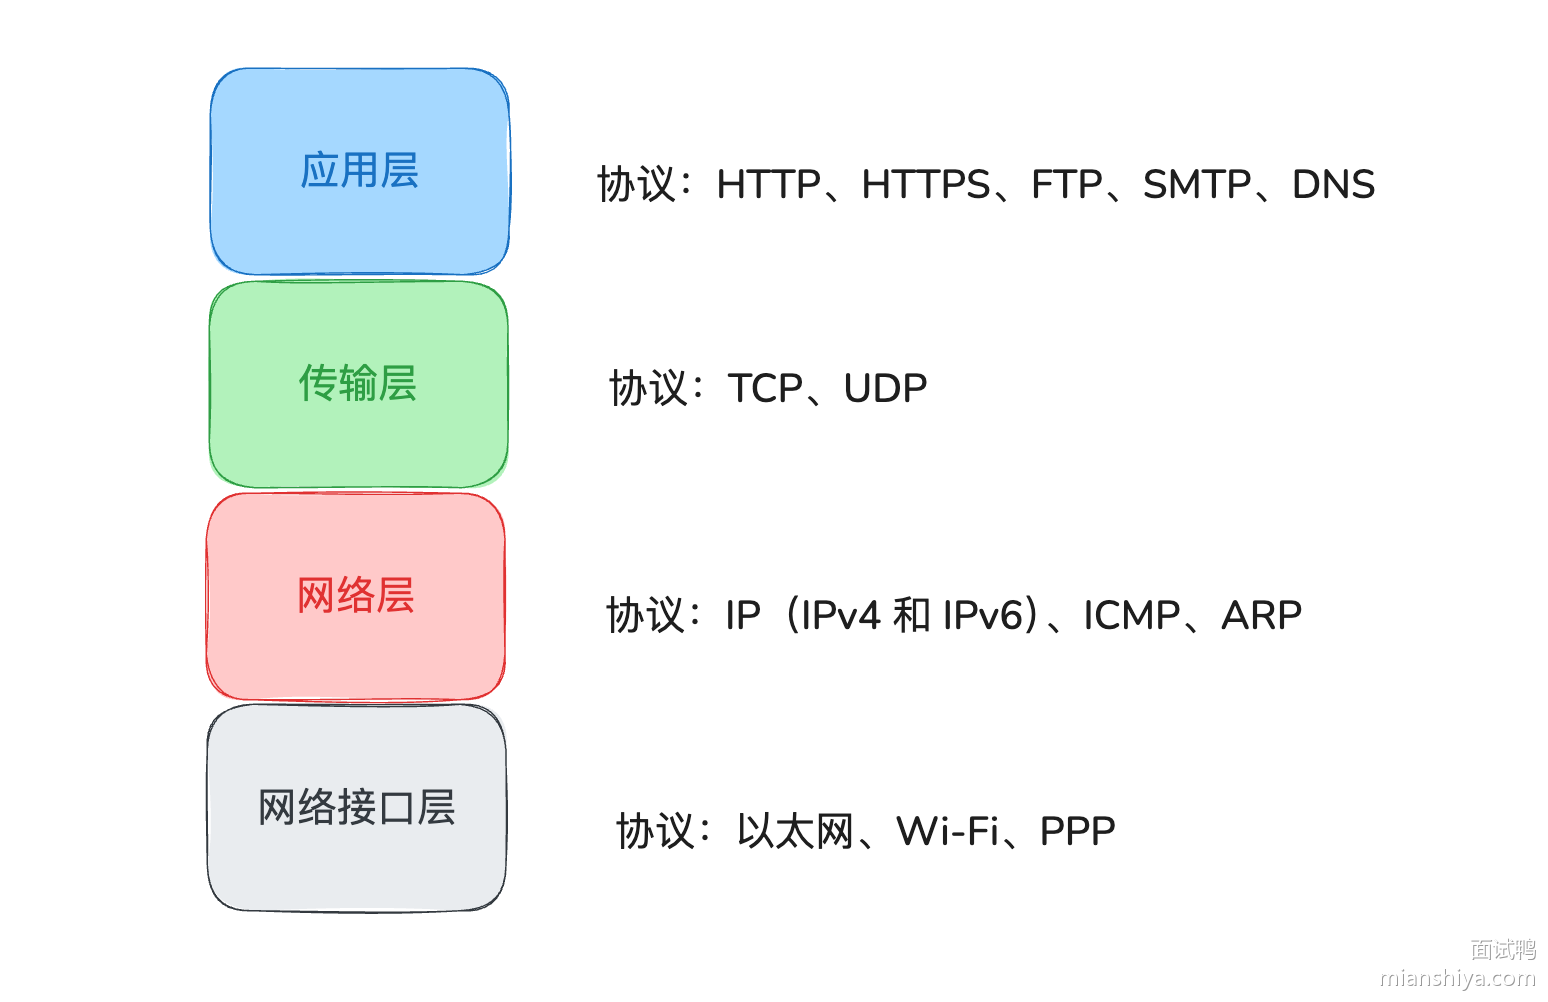 应用层
协议：HTTP、HTTPS、FTP、SMTP、DNS
传输层
协议：TCP、UDP
网络层
协议：IP（IPv4 和 IPv6）、ICMP、ARP
网络接口层
协议：以太网、Wi-Fi、PPP
面试鸭
mianshiya.com